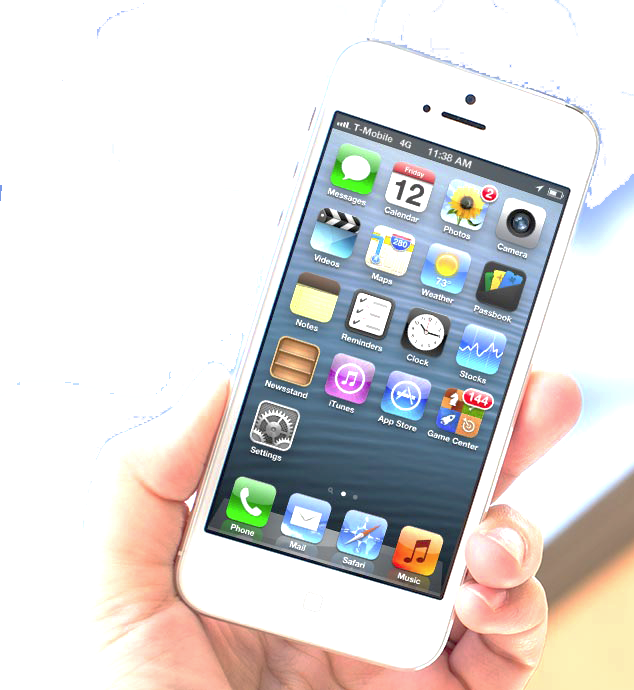 T-Mobile 4G 11:38 AM
Friday
12
2
Messages Calendar Photos Camera
280
73°
Videos Maps Weather Passbook
Notes Reminders Clock Stocks
144
Newsstand iTunes App Store Game Center
Settings
Phone Mail Safari Music